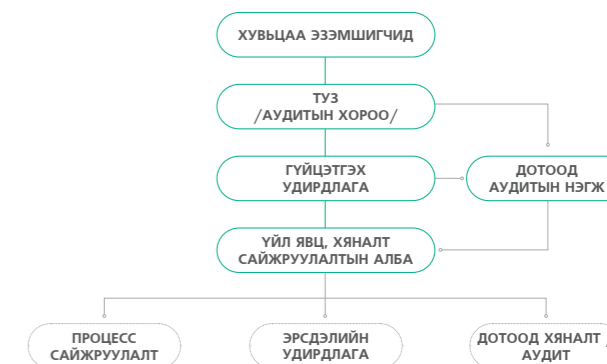 ХУВЬЦАА ЭЗЭМШИГЧИД
ТУЗ
/АУДИТЫН ХОРОО/
ГҮЙЦЭТГЭХ
УДИРДЛАГА
ДОТООД
АУДИТЫН НЭГЖ
ҮЙЛ ЯВЦ, ХЯНАЛТ
САЙЖРУУЛАЛТЫН АЛБА
ПРОЦЕСС
САЙЖРУУЛАЛТ
ЭРСДЭЛИЙН
УДИРДЛАГА
ДОТООД ХЯНАЛТ
АУДИТ